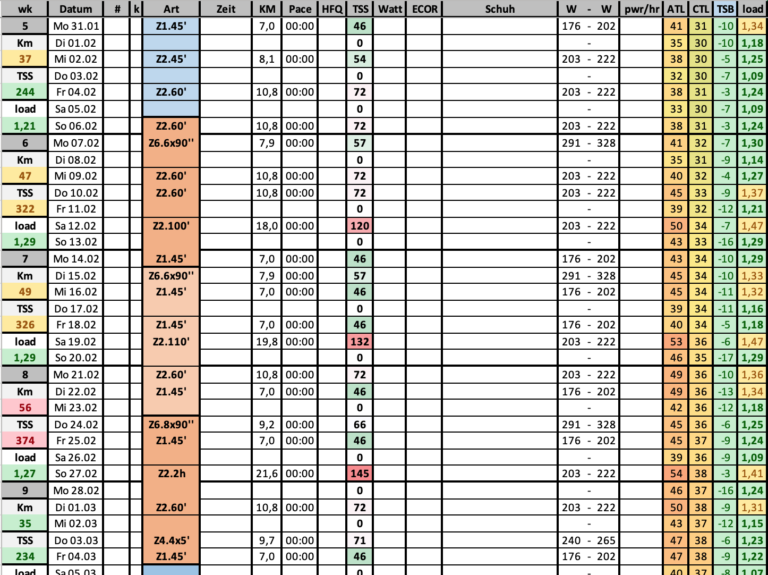 wk Datum # k Art Zeit KM Pace HFQ TSS Watt ECOR Schuh W - W pwr/hr ATL CTL TSB load
5 Mo 31.01 Z1.45' 7,0 00:00 46 176 - 202 41 31 -10 1,34
Km Di 01.02 0 - 35 30 -10 1,18
37 Mi 02.02 Z2.45' 8,1 00:00 54 203 - 222 38 30 -5 1,25
TSS Do 03.02 0 - 32 30 -7 1,09
244 Fr 04.02 Z2.60' 10,8 00:00 72 203 - 222 38 31 -3 1,24
load Sa 05.02 0 - 33 30 -7 1,09
1,21 So 06.02 Z2.60' 10,8 00:00 72 203 - 222 38 31 -3 1,24
6 Mo 07.02 Z6.6x90'' 7,9 00:00 57 291 - 328 41 32 -7 1,30
Km Di 08.02 0 - 35 31 -9 1,14
47 Mi 09.02 Z2.60' 10,8 00:00 72 203 - 222 40 32 -4 1,27
TSS Do 10.02 Z2.60' 10,8 00:00 72 203 - 222 45 33 -9 1,37
322 Fr 11.02 0 - 39 32 -12 1,21
load Sa 12.02 Z2.100' 18,0 00:00 120 203 - 222 50 34 -7 1,47
1,29 So 13.02 0 - 43 33 -16 1,29
7 Mo 14.02 Z1.45' 7,0 00:00 46 176 - 202 43 34 -10 1,29
Km Di 15.02 Z6.6x90'' 7,9 00:00 57 291 - 328 45 34 -10 1,33
49 Mi 16.02 Z1.45' 7,0 00:00 46 176 - 202 45 34 -11 1,32
TSS Do 17.02 0 - 39 34 -11 1,16
326 Fr 18.02 Z1.45' 7,0 00:00 46 176 - 202 40 34 -5 1,18
load Sa 19.02 Z2.110' 19,8 00:00 132 203 - 222 53 36 -6 1,47
1,29 So 20.02 0 - 46 35 -17 1,29
8 Mo 21.02 Z2.60' 10,8 00:00 72 203 - 222 49 36 -10 1,36
Km Di 22.02 Z1.45' 7,0 00:00 46 176 - 202 49 36 -13 1,34
56 Mi 23.02 0 - 42 36 -12 1,18
TSS Do 24.02 Z6.8x90'' 9,2 00:00 66 291 - 328 45 36 -6 1,25
374 Fr 25.02 Z1.45' 7,0 00:00 46 176 - 202 45 37 -9 1,24
load Sa 26.02 0 - 39 36 -9 1,09
1,27 So 27.02 Z2.2h 21,6 00:00 145 203 - 222 54 38 -3 1,41
9 Mo 28.02 0 - 46 37 -16 1,24
Km Di 01.03 Z2.60' 10,8 00:00 72 203 - 222 50 38 -9 1,31
35 Mi 02.03 0 - 43 37 -12 1,15
TSS Do 03.03 Z4.4x5' 9,7 00:00 71 240 - 265 47 38 -6 1,23
234 Fr 04.03 Z1.45' 7,0 00:00 46 176 - 202 47 38 -9 1,22
load Sa 05.03 0 - 40 37 -8 1,07